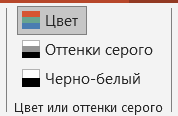 Цвет
Оттенки серого
Черно-белый
Цвет или оттенки серого